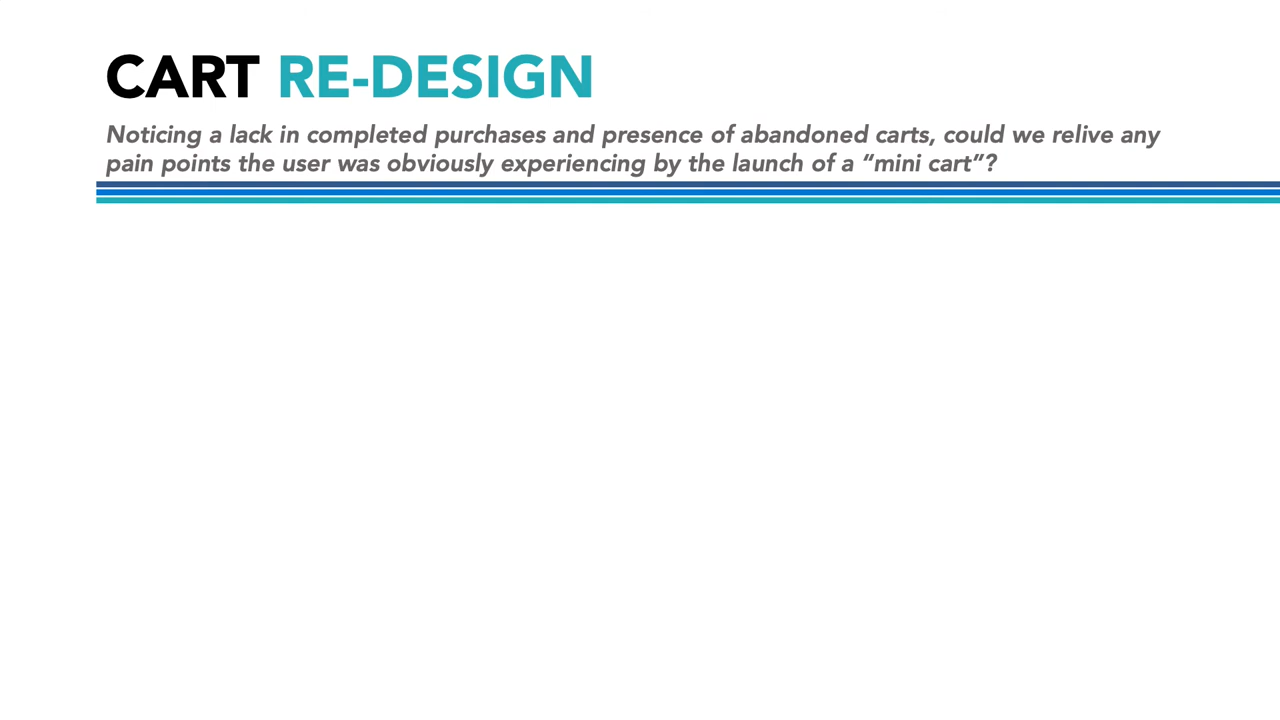 CART RE-DESIGN
Noticing a lack in completed purchases and presence of abandoned carts, could we relive any
pain points the user was obviously experiencing by the launch of a “mini cart”?